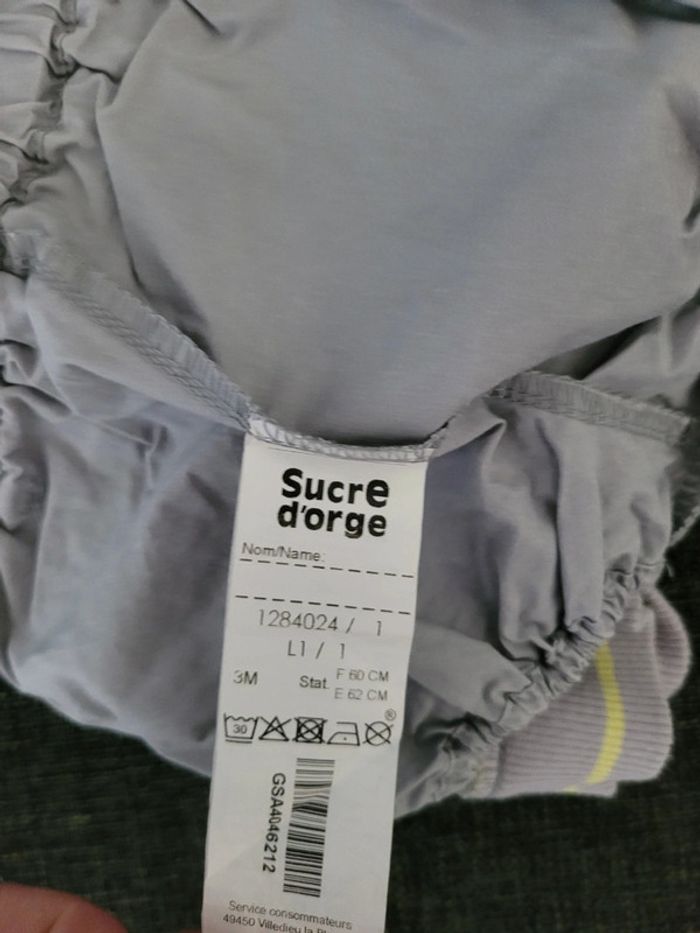 Sucre
d'orge
Nom/Name:
1284024 / 1
L1 / 1
3M Stat. F 60 CM
E 62 CM
30
®
GSA4046212
Service consommateurs
49450 Villedieu la